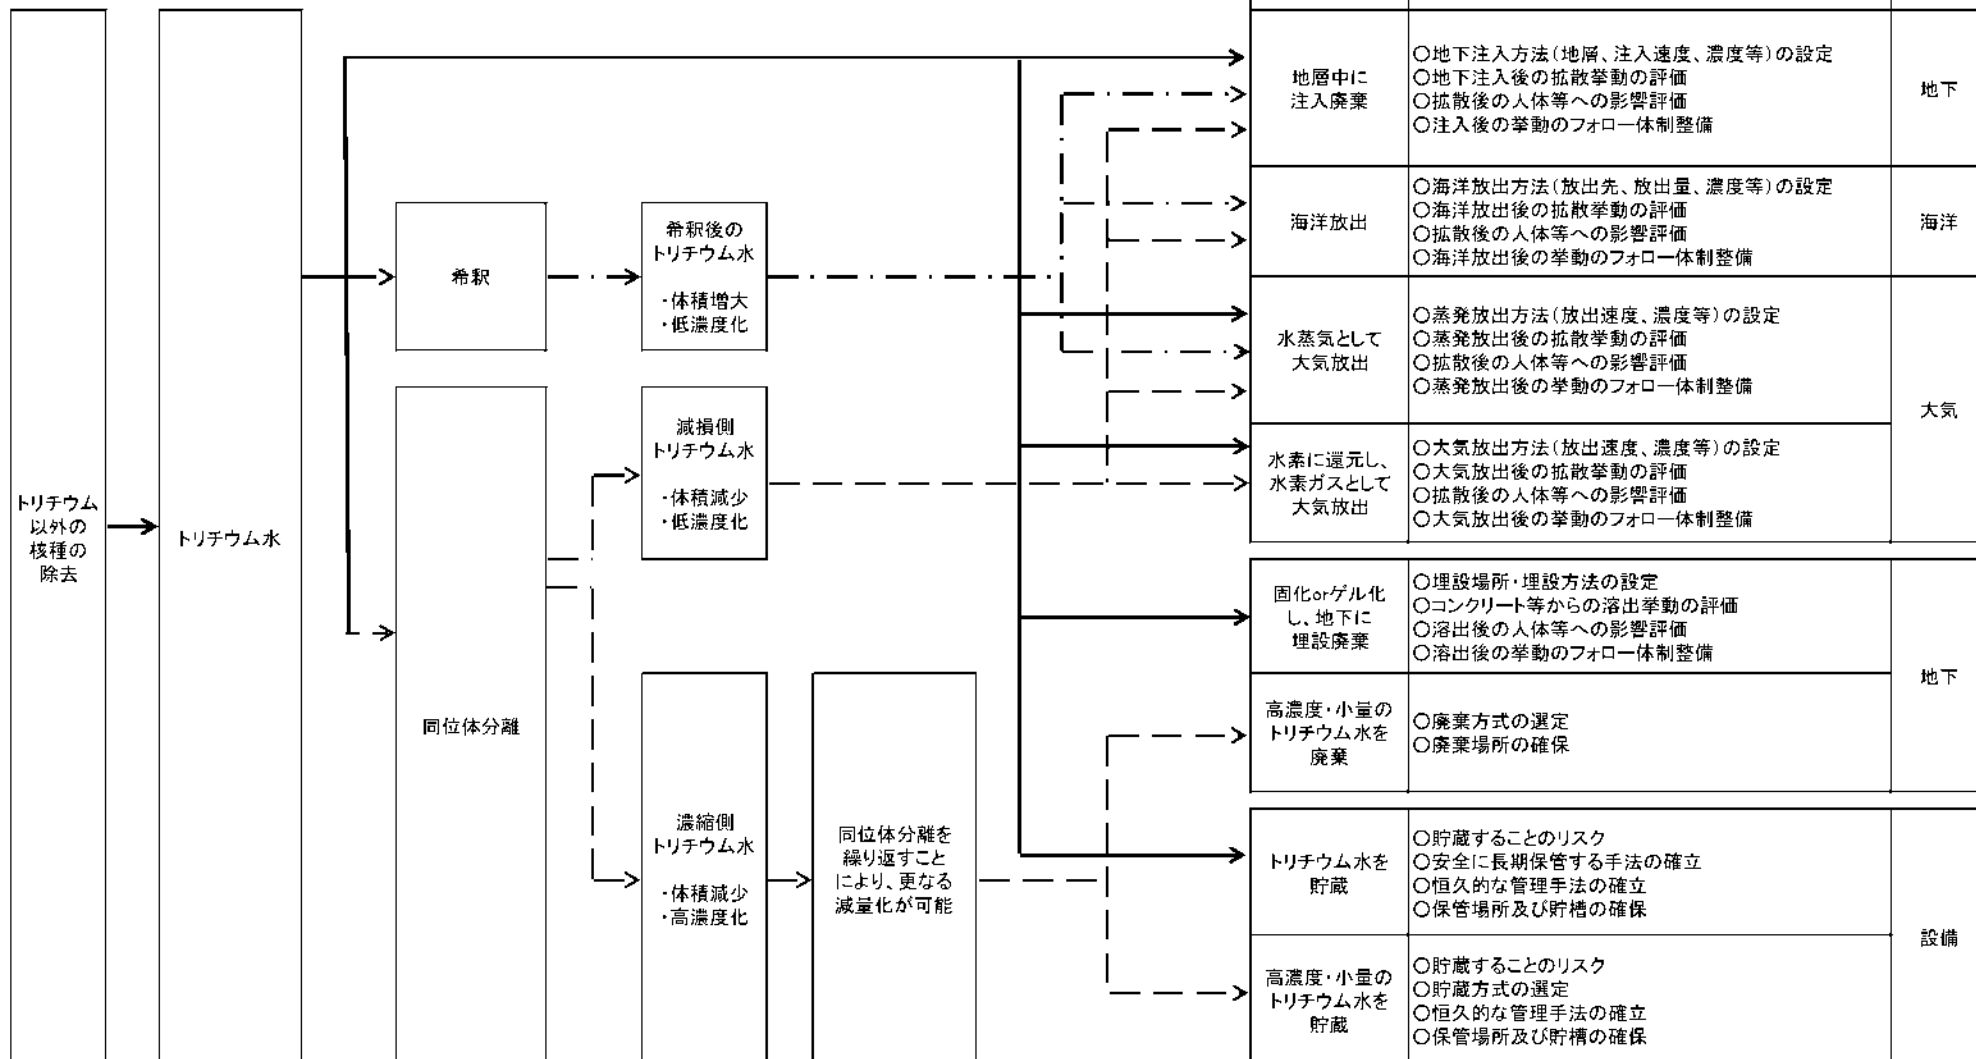 トリチウム
以外の
核種の
除去
トリチウム水
希釈
希釈後の
トリチウム水
・体積増大
・低濃度化
同位体分離
減損側
トリチウム水
・体積減少
・低濃度化
濃縮側
トリチウム水
・体積減少
・高濃度化
同位体分離を
繰り返すこと
により、更なる
減量化が可能
地層中に
注入廃棄
○地下注入方法(地層、注入速度、濃度等)の設定
○地下注入後の拡散挙動の評価
○拡散後の人体等への影響評価
○注入後の挙動のフォロー体制整備
地下
海洋放出
○海洋放出方法(放出先、放出量、濃度等)の設定
○海洋放出後の拡散挙動の評価
○拡散後の人体等への影響評価
○海洋放出後の挙動のフォロー体制整備
海洋
水蒸気として
大気放出
○蒸発放出方法(放出速度、濃度等)の設定
○蒸発放出後の拡散挙動の評価
○拡散後の人体等への影響評価
○蒸発放出後の挙動のフォロー体制整備
大気
水素に還元し、
水素ガスとして
大気放出
○大気放出方法(放出速度、濃度等)の設定
○大気放出後の拡散挙動の評価
○拡散後の人体等への影響評価
○大気放出後の挙動のフォロー体制整備
固化orゲル化
し、地下に
埋設廃棄
○埋設場所・埋設方法の設定
○コンクリート等からの溶出挙動の評価
○溶出後の人体等への影響評価
○溶出後の挙動のフォロー体制整備
地下
高濃度・小量の
トリチウム水を
廃棄
○廃棄方式の選定
○廃棄場所の確保
トリチウム水を
貯蔵
○貯蔵することのリスク
○安全に長期保管する手法の確立
○恒久的な管理手法の確立
○保管場所及び貯槽の確保
設備
高濃度・小量の
トリチウム水を
貯蔵
○貯蔵することのリスク
○貯蔵方式の選定
○恒久的な管理手法の確立
○保管場所及び貯槽の確保